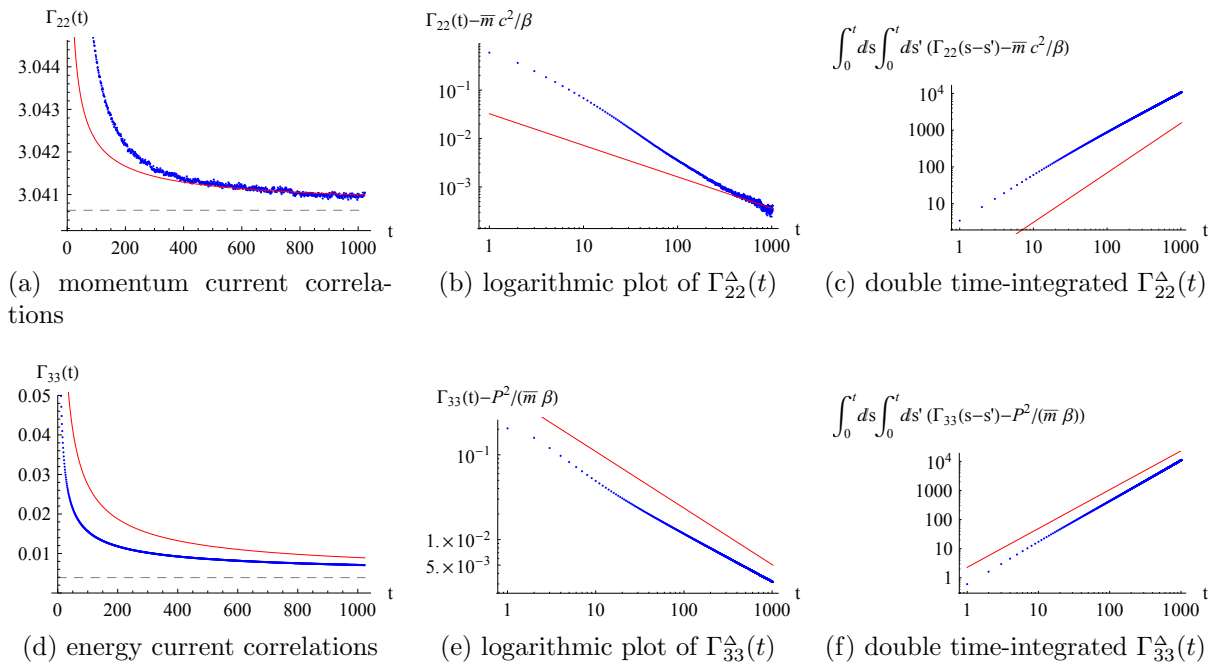 Γ₂₂(t)
3.044
3.043
3.042
3.041
0 200 400 600 800 1000 t
(a) momentum current correla-
tions
Γ₂₂(t)−m̅ c²/β
10⁻¹
10⁻²
10⁻³
1 10 100 1000 t
(b) logarithmic plot of Γ₂₂^Δ(t)
∫₀ᵗ ds ∫₀ᵗ ds' (Γ₂₂(s−s')−m̅ c²/β)
10⁴
1000
100
10
1 10 100 1000 t
(c) double time-integrated Γ₂₂^Δ(t)
Γ₃₃(t)
0.05
0.04
0.03
0.02
0.01
0 200 400 600 800 1000 t
(d) energy current correlations
Γ₃₃(t)−P²/(m̅ β)
10⁻¹
1.×10⁻²
5.×10⁻³
1 10 100 1000 t
(e) logarithmic plot of Γ₃₃^Δ(t)
∫₀ᵗ ds ∫₀ᵗ ds' (Γ₃₃(s−s')−P²/(m̅ β))
10⁴
1000
100
10
1
1 10 100 1000 t
(f) double time-integrated Γ₃₃^Δ(t)